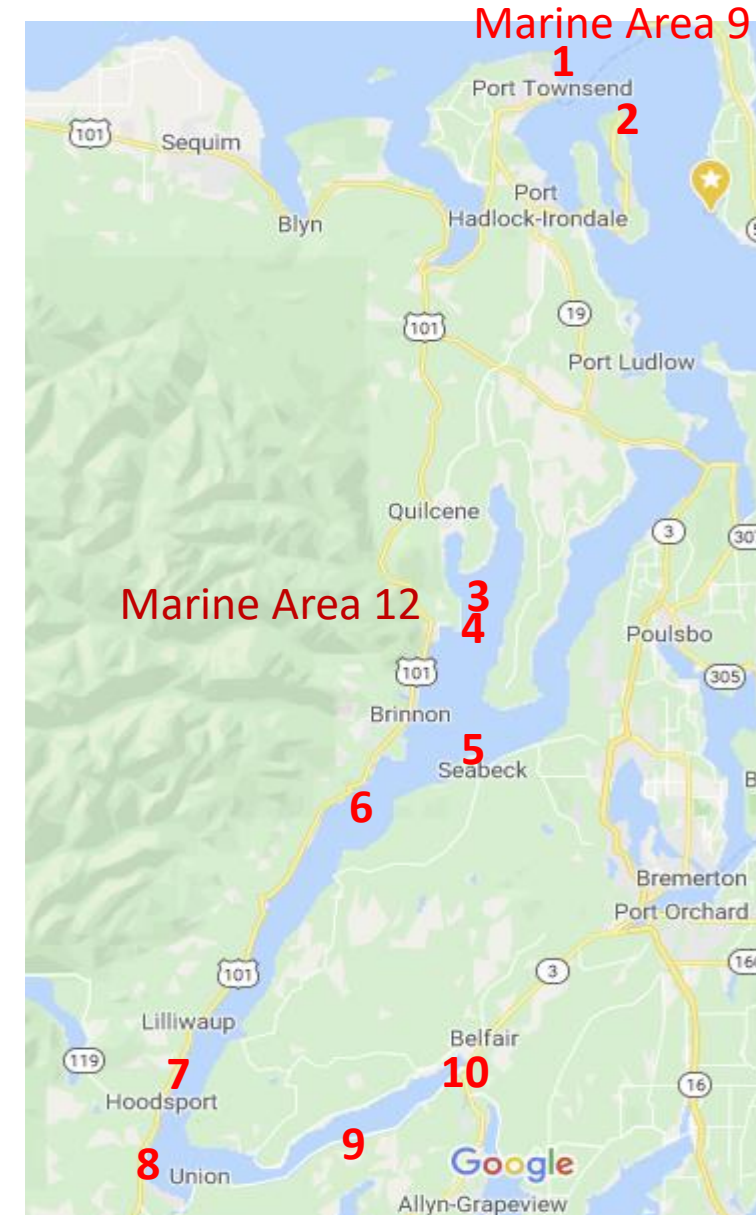 Marine Area 9
1
Port Townsend
2
101
Sequim
Port
Hadlock-Irondale
Blyn
19
101
Port Ludlow
Quilcene
3
30
3
Marine Area 12
4
Poulsbo
101
305
Brinnon
5
Seabeck
B
6
Bremerton
Port Orchard
101
3
16
Lilliwaup
Belfair
119
7
10
16
Hoodsport
9
8
Union
Google
Allyn-Grapeview